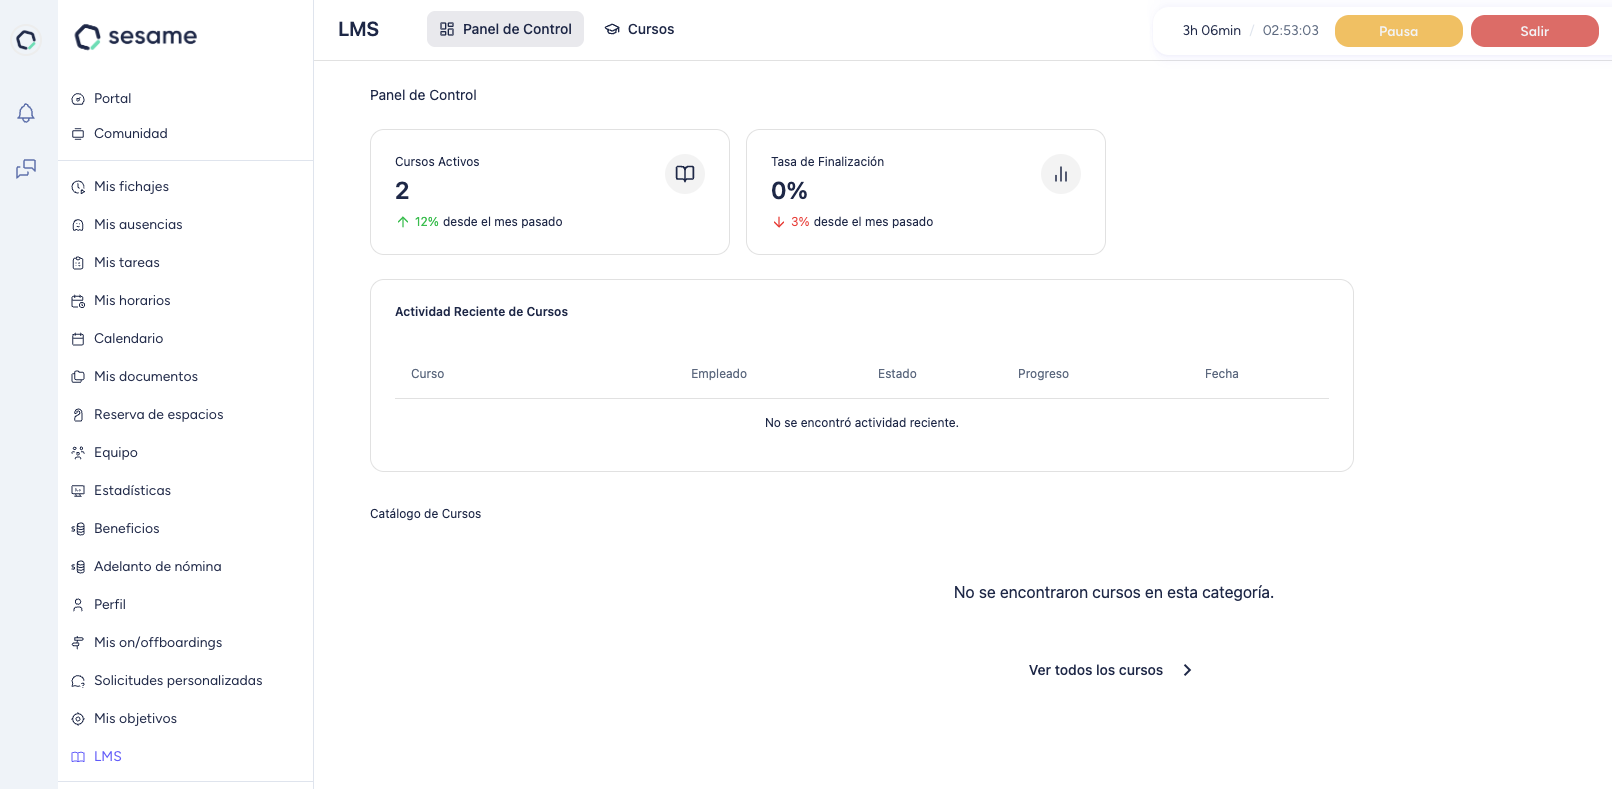 sesame
Portal
Comunidad
Mis fichajes
Mis ausencias
Mis tareas
Mis horarios
Calendario
Mis documentos
Reserva de espacios
Equipo
Estadísticas
Beneficios
Adelanto de nómina
Perfil
Mis on/offboardings
Solicitudes personalizadas
Mis objetivos
LMS
LMS Panel de Control Cursos
3h 06min / 02:53:03 Pausa Salir
Panel de Control
Cursos Activos
2
12% desde el mes pasado
Tasa de Finalización
0%
3% desde el mes pasado
Actividad Reciente de Cursos
Curso Empleado Estado Progreso Fecha
No se encontró actividad reciente.
Catálogo de Cursos
No se encontraron cursos en esta categoría.
Ver todos los cursos